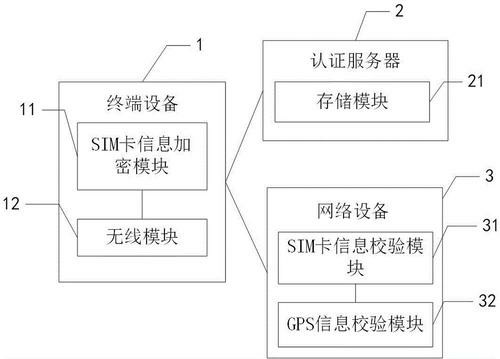 1
终端设备
11
SIM卡信息加
密模块
12
无线模块
2
认证服务器
存储模块
21
3
网络设备
SIM卡信息校验模
块
31
GPS信息校验模块
32